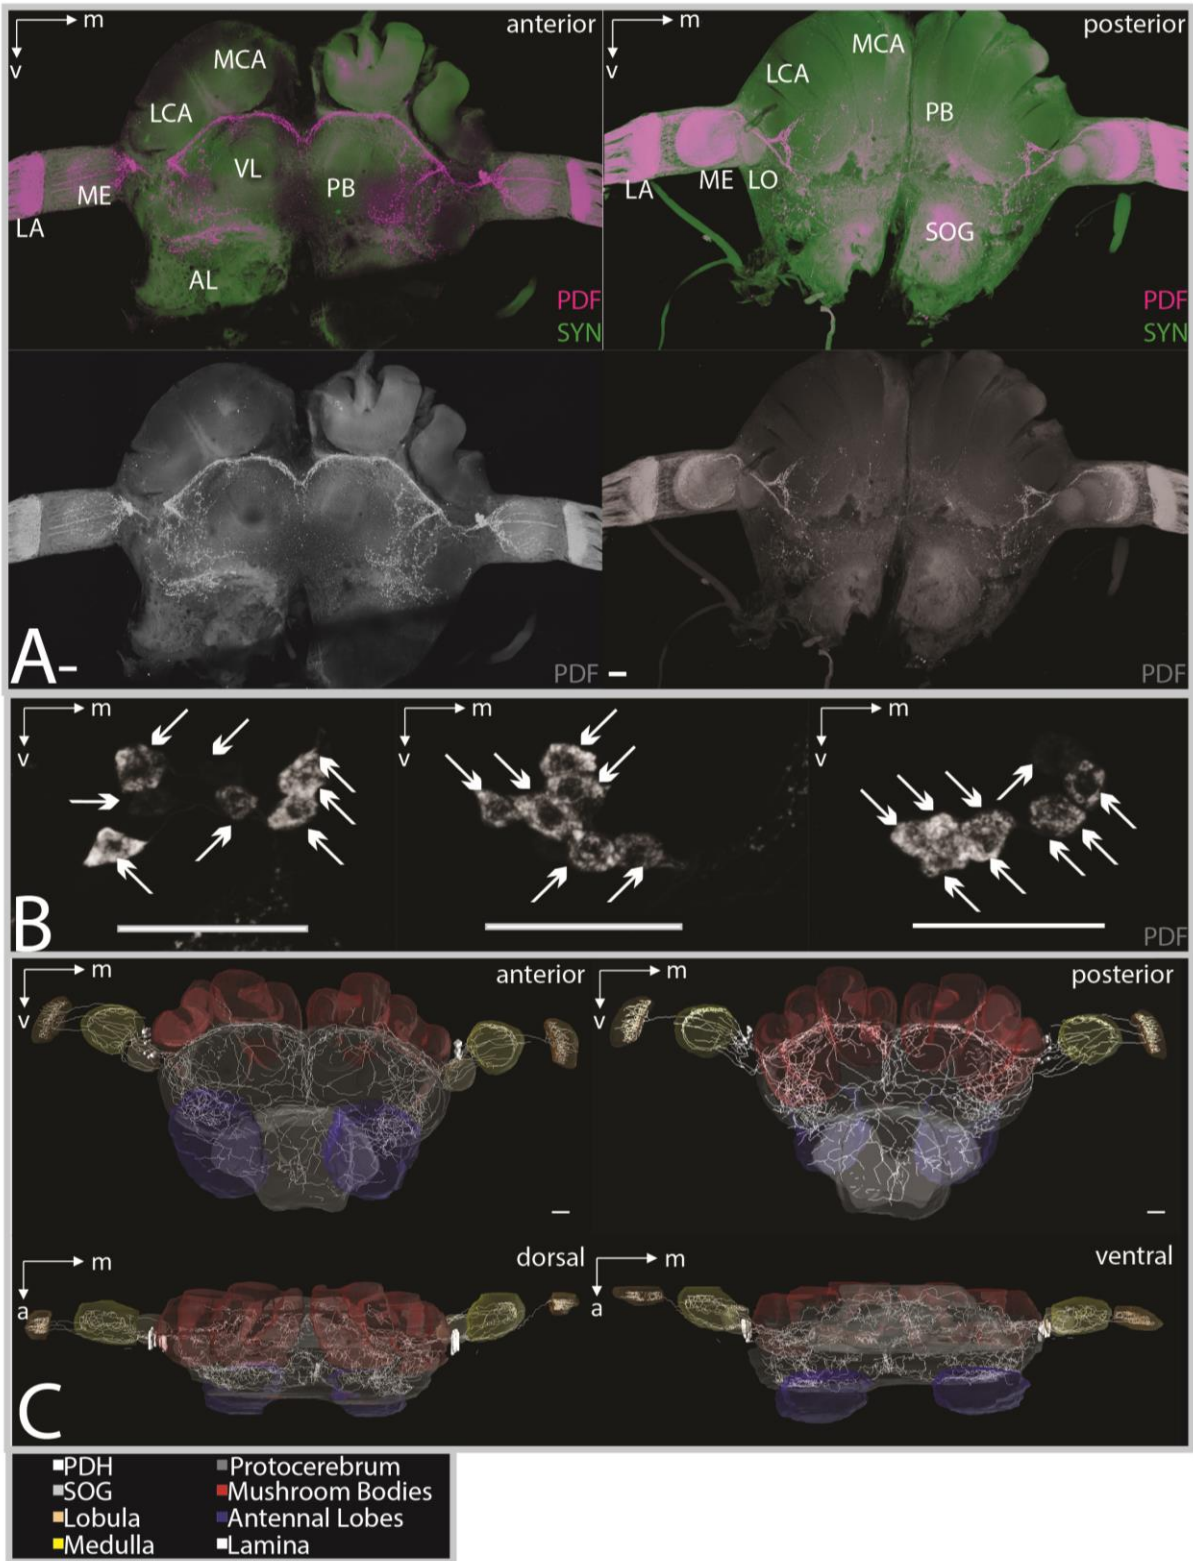 m
anterior
v
MCA
LCA
VL
PB
ME
LA
AL
PDF
SYN
m
posterior
v
MCA
LCA
PB
LA
ME
LO
SOG
PDF
SYN
A
PDF
PDF
m
v
m
v
m
v
B
PDF
m
anterior
v
m
posterior
v
m
dorsal
a
m
ventral
a
C
PDH
Protocerebrum
SOG
Mushroom Bodies
Lobula
Antennal Lobes
Medulla
Lamina